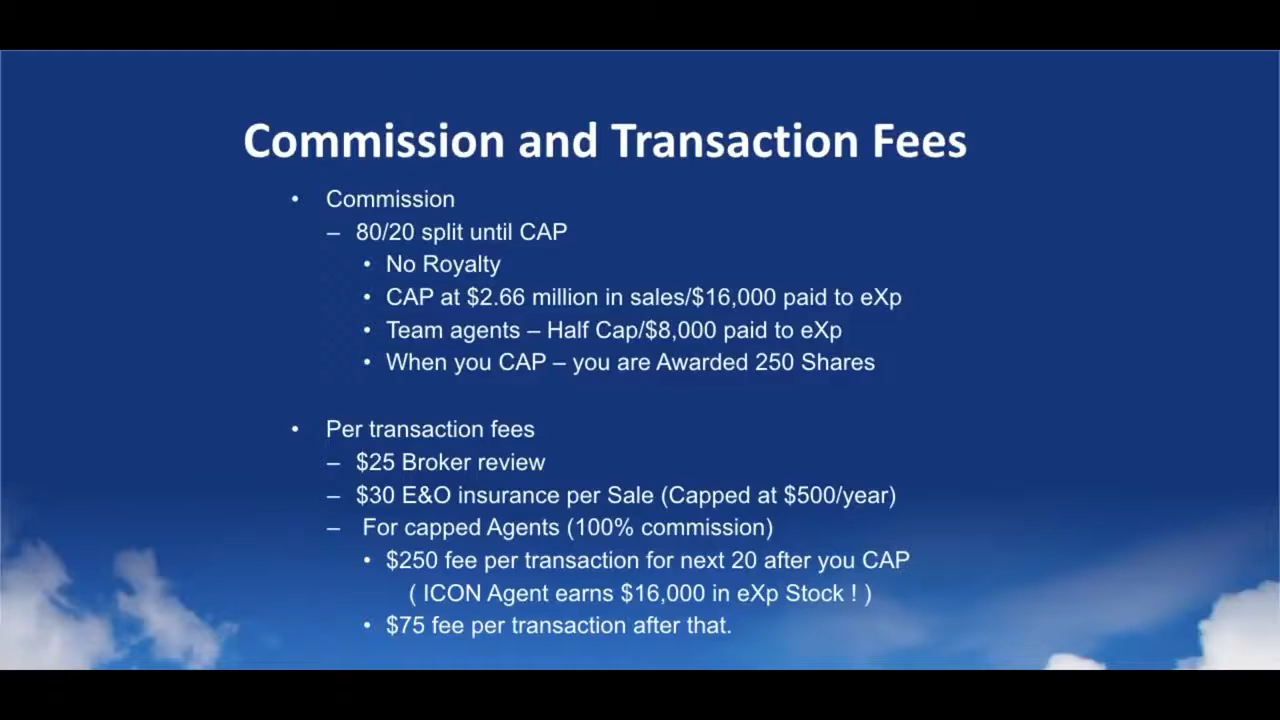 Commission and Transaction Fees
• Commission
– 80/20 split until CAP
• No Royalty
• CAP at $2.66 million in sales/$16,000 paid to eXp
• Team agents – Half Cap/$8,000 paid to eXp
• When you CAP – you are Awarded 250 Shares
• Per transaction fees
– $25 Broker review
– $30 E&O insurance per Sale (Capped at $500/year)
– For capped Agents (100% commission)
• $250 fee per transaction for next 20 after you CAP
( ICON Agent earns $16,000 in eXp Stock ! )
• $75 fee per transaction after that.